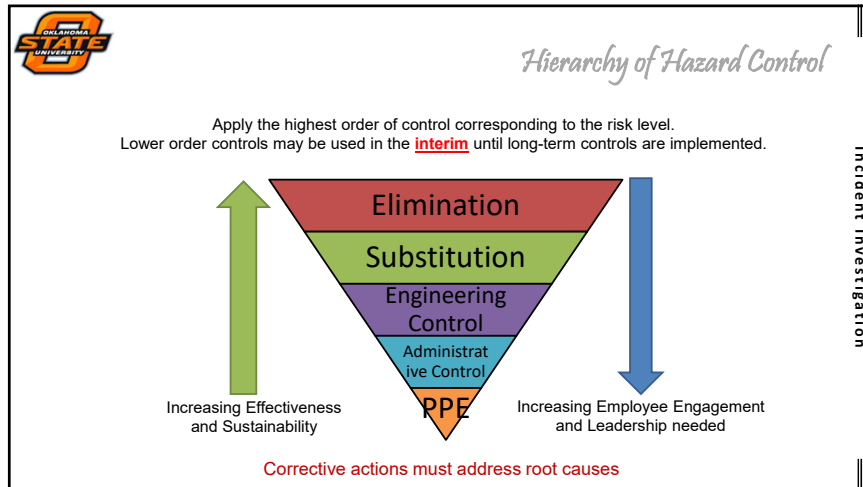 OKLAHOMA
STATE
UNIVERSITY
Hierarchy of Hazard Control
Apply the highest order of control corresponding to the risk level.
Lower order controls may be used in the interim until long-term controls are implemented.
Elimination
Substitution
Engineering
Control
Administrat
ive Control
PPE
Increasing Effectiveness
and Sustainability
Increasing Employee Engagement
and Leadership needed
Corrective actions must address root causes
Incident Investigation